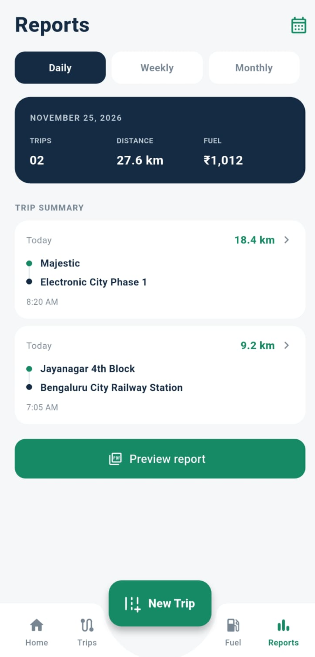 Reports
Daily Weekly Monthly
NOVEMBER 25, 2026
TRIPS DISTANCE FUEL
02 27.6 km ₹1,012
TRIP SUMMARY
Today 18.4 km
Majestic
Electronic City Phase 1
8:20 AM
Today 9.2 km
Jayanagar 4th Block
Bengaluru City Railway Station
7:05 AM
Preview report
New Trip
Home Trips Fuel Reports